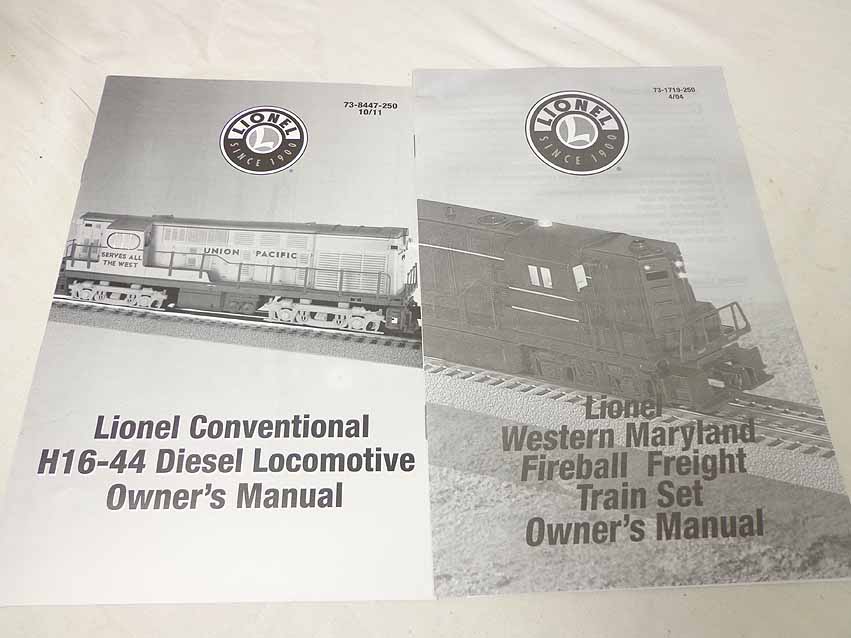 73-8447-250
10/11
LIONEL
L
SINCE 1900
SERVES ALL
THE WEST
UNION PACIFIC
Lionel Conventional
H16-44 Diesel Locomotive
Owner's Manual
73-1719-250
4/04
LIONEL
L
SINCE 1900
Lionel
Western Maryland
Fireball Freight
Train Set
Owner's Manual